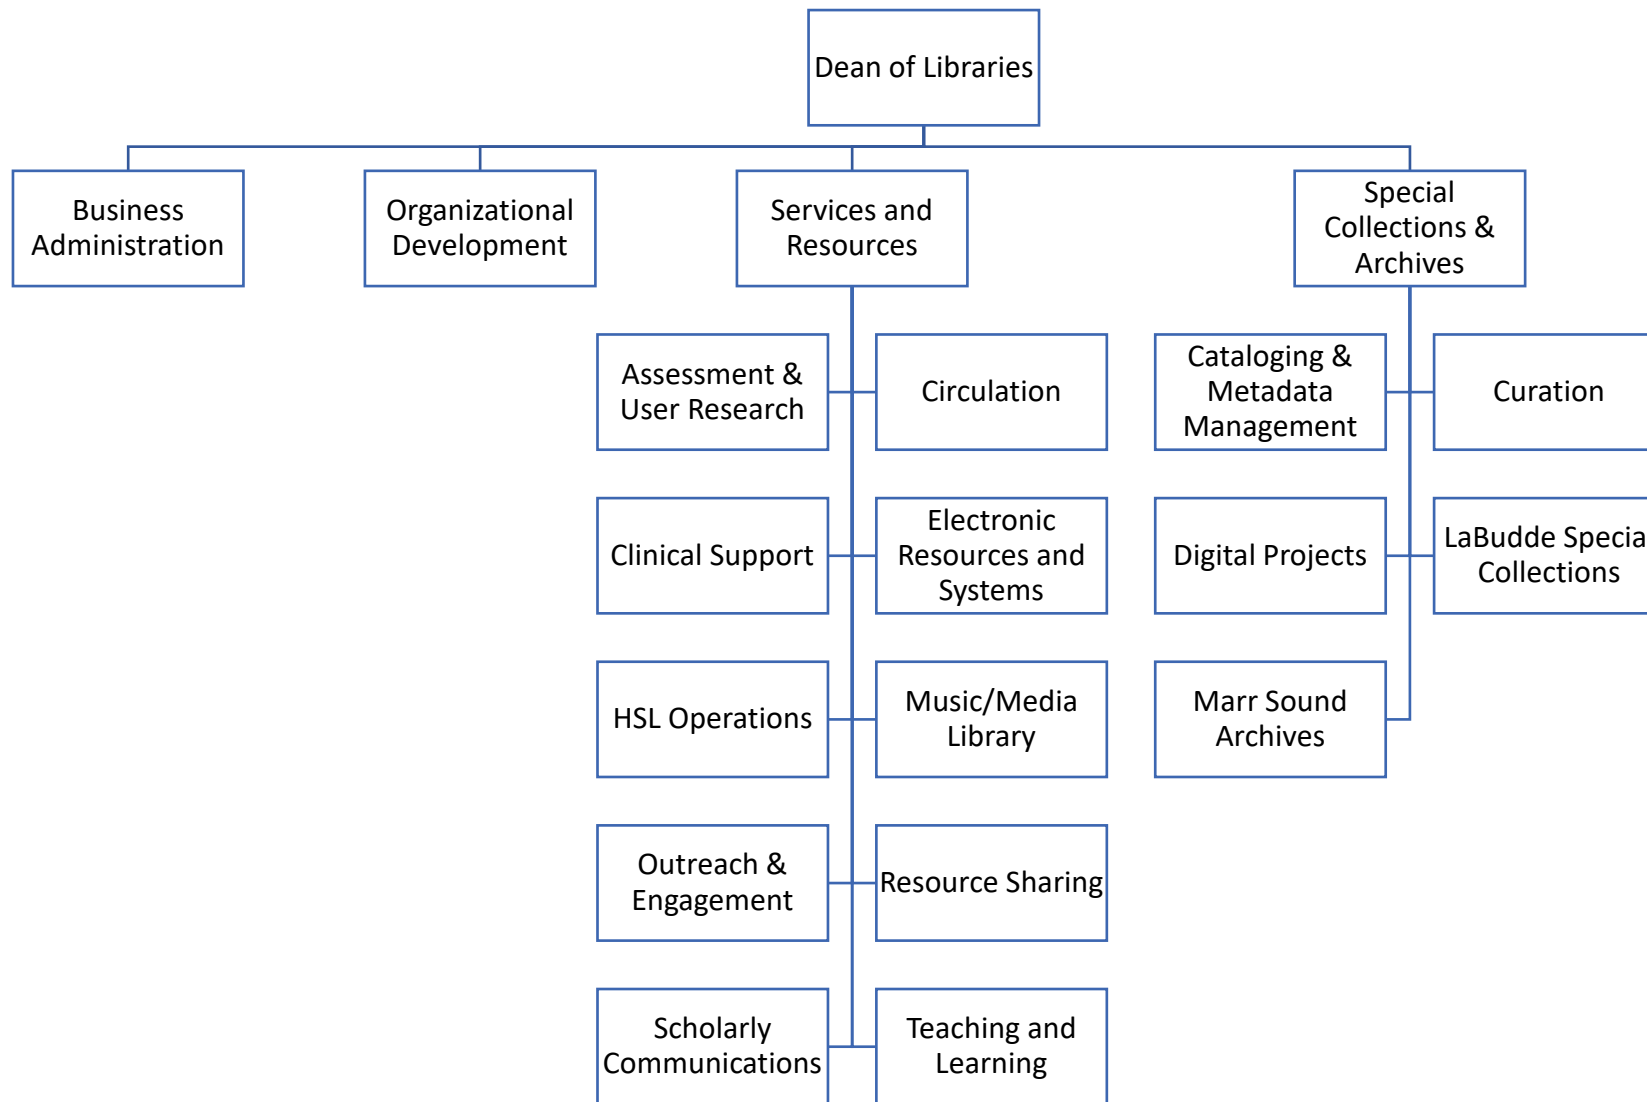 Dean of Libraries
Business
Administration
Organizational
Development
Services and
Resources
Special
Collections &
Archives
Assessment &
User Research
Circulation
Cataloging &
Metadata
Management
Curation
Clinical Support
Electronic
Resources and
Systems
Digital Projects
LaBudde Specia
Collections
HSL Operations
Music/Media
Library
Marr Sound
Archives
Outreach &
Engagement
Resource Sharing
Scholarly
Communications
Teaching and
Learning